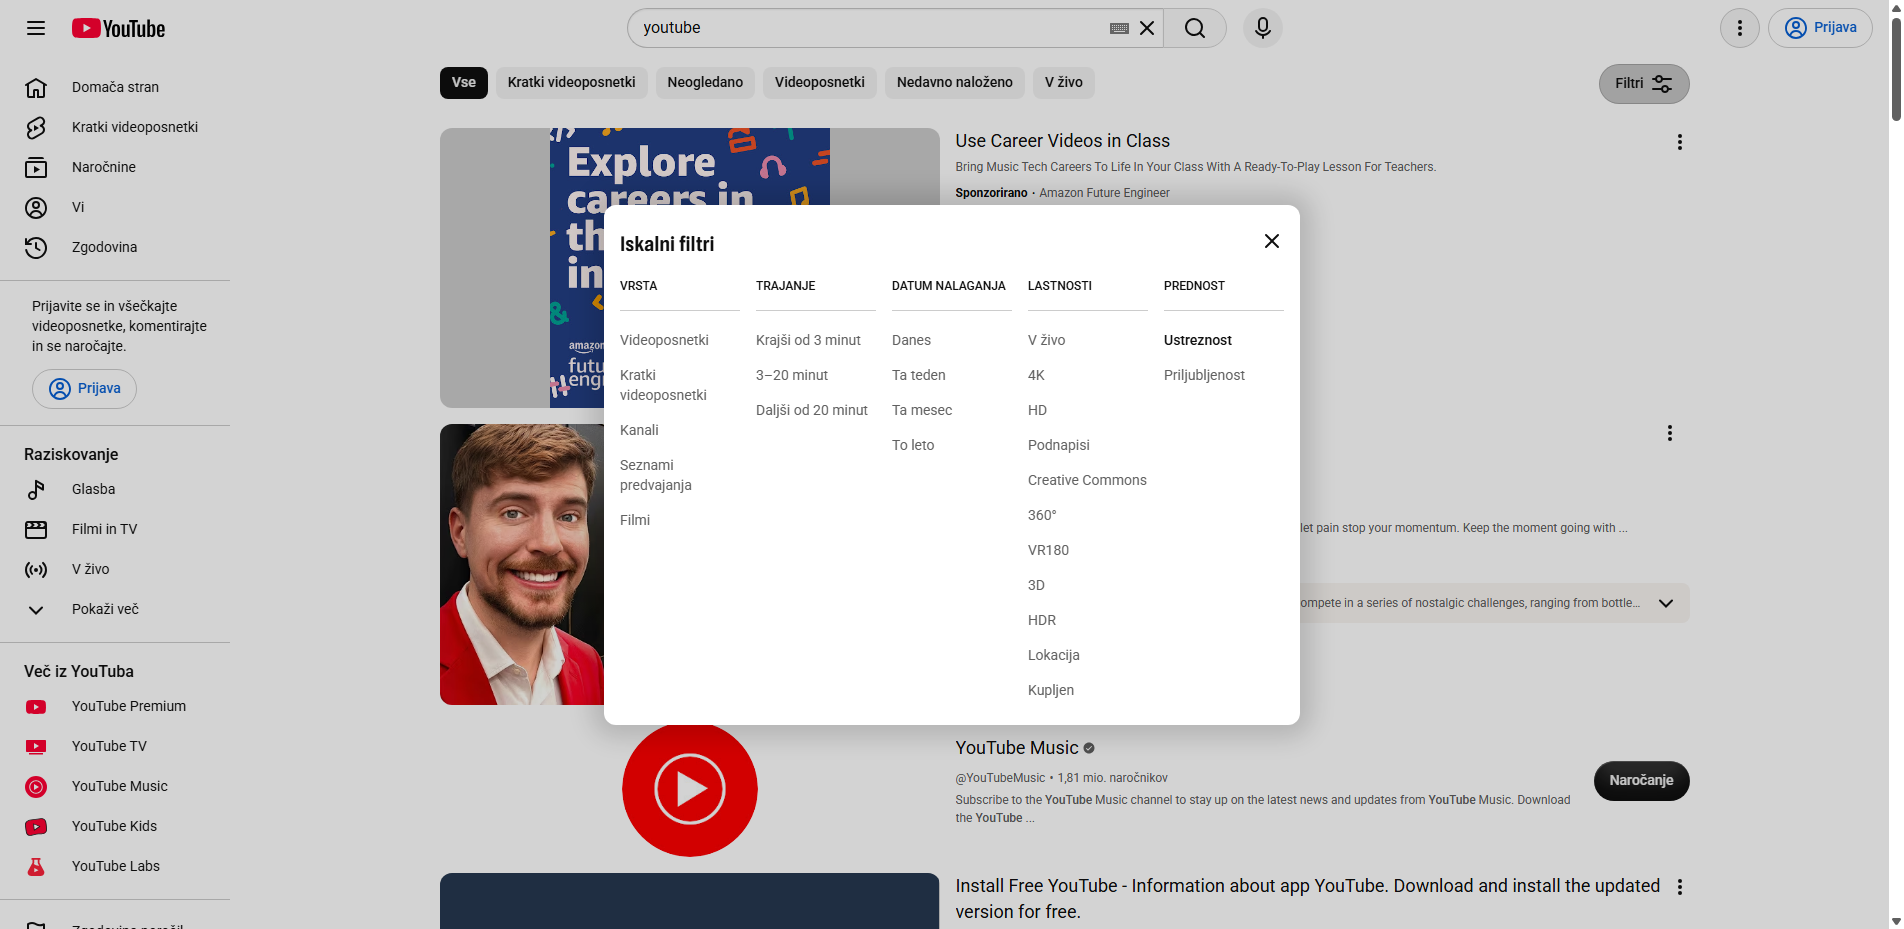 YouTube
youtube
Prijava
Domača stran
Kratki videoposnetki
Naročnine
Vi
Zgodovina
Prijavite se in všečkajte
videoposnetke, komentirajte
in se naročajte.
Prijava
Raziskovanje
Glasba
Filmi in TV
V živo
Pokaži več
Več iz YouTuba
YouTube Premium
YouTube TV
YouTube Music
YouTube Kids
YouTube Labs
Vse
Kratki videoposnetki
Neogledano
Videoposnetki
Nedavno naloženo
V živo
Filtri
Explore
careers in
th
in
&
amazon
futu
eng
Use Career Videos in Class
Bring Music Tech Careers To Life In Your Class With A Ready-To-Play Lesson For Teachers.
Sponzorirano · Amazon Future Engineer
Iskalni filtri
VRSTA
Videoposnetki
Kratki
videoposnetki
Kanali
Seznami
predvajanja
Filmi
TRAJANJE
Krajši od 3 minut
3–20 minut
Daljši od 20 minut
DATUM NALAGANJA
Danes
Ta teden
Ta mesec
To leto
LASTNOSTI
V živo
4K
HD
Podnapisi
Creative Commons
360°
VR180
3D
HDR
Lokacija
Kupljen
PREDNOST
Ustreznost
Priljubljenost
let pain stop your momentum. Keep the moment going with ...
ompete in a series of nostalgic challenges, ranging from bottle...
YouTube Music
@YouTubeMusic • 1,81 mio. naročnikov
Subscribe to the YouTube Music channel to stay up on the latest news and updates from YouTube Music. Download
the YouTube ...
Naročanje
Install Free YouTube - Information about app YouTube. Download and install the updated
version for free.